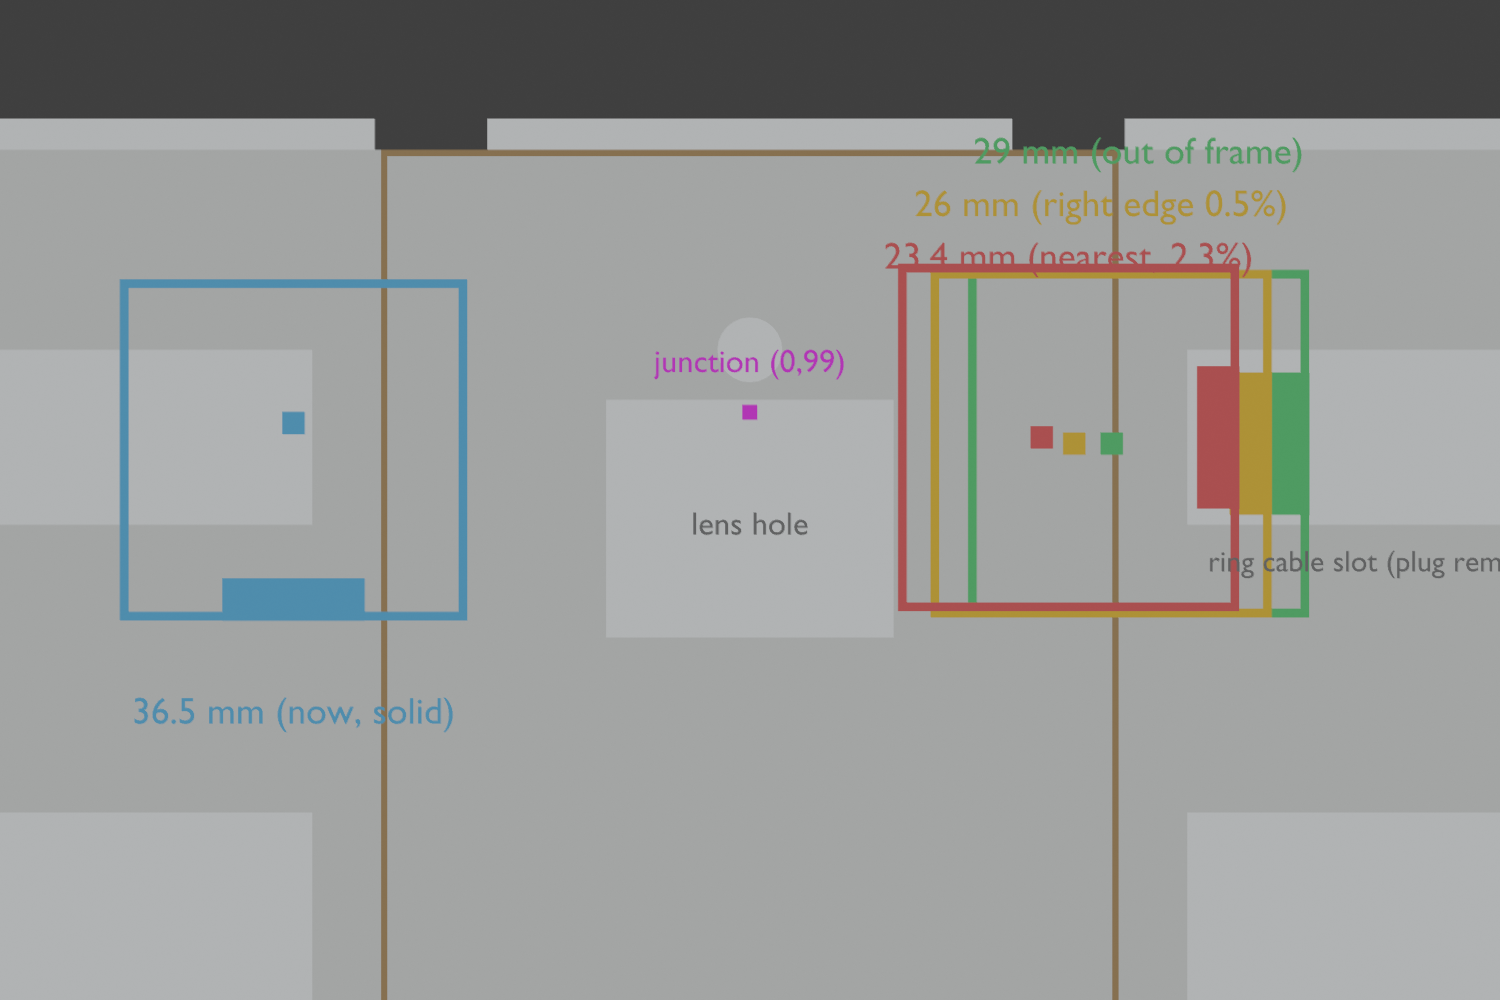 29 mm (out of frame)
26 mm (right edge 0.5%)
23.4 mm (nearest, 2.3%)
junction (0,99)
lens hole
ring cable slot (plug rem
36.5 mm (now, solid)